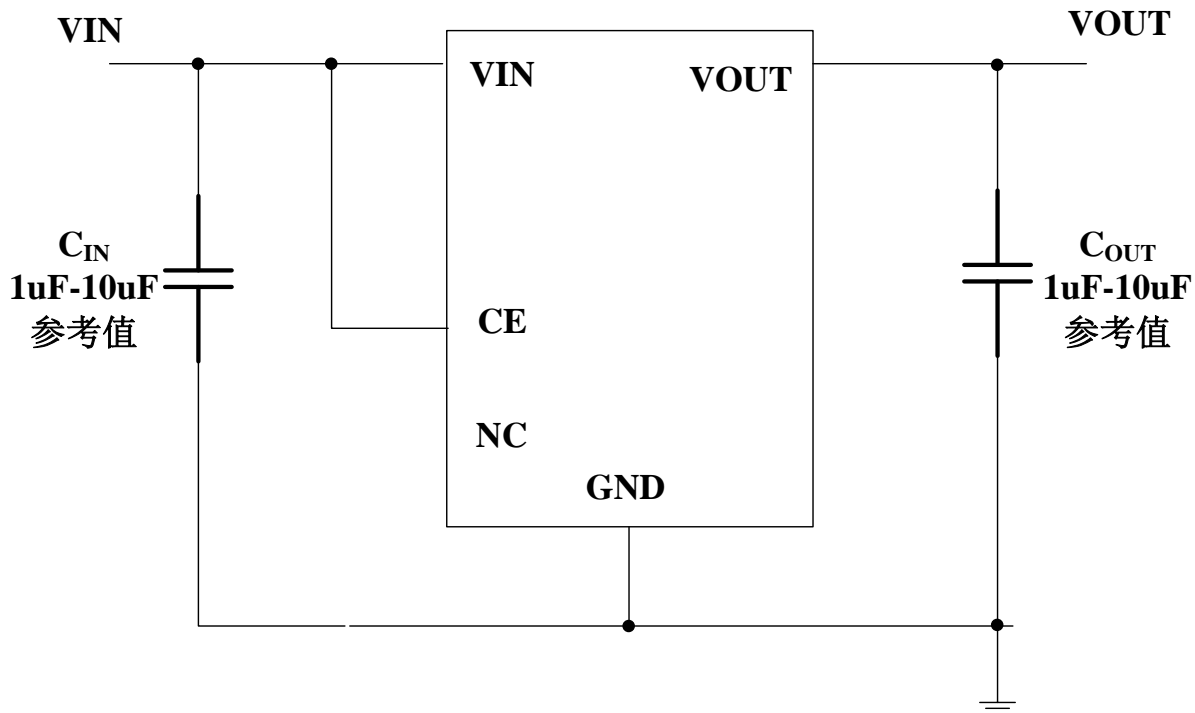 VIN
VOUT
VIN
VOUT
CIN
1uF-10uF
参考值
CE
NC
GND
COUT
1uF-10uF
参考值